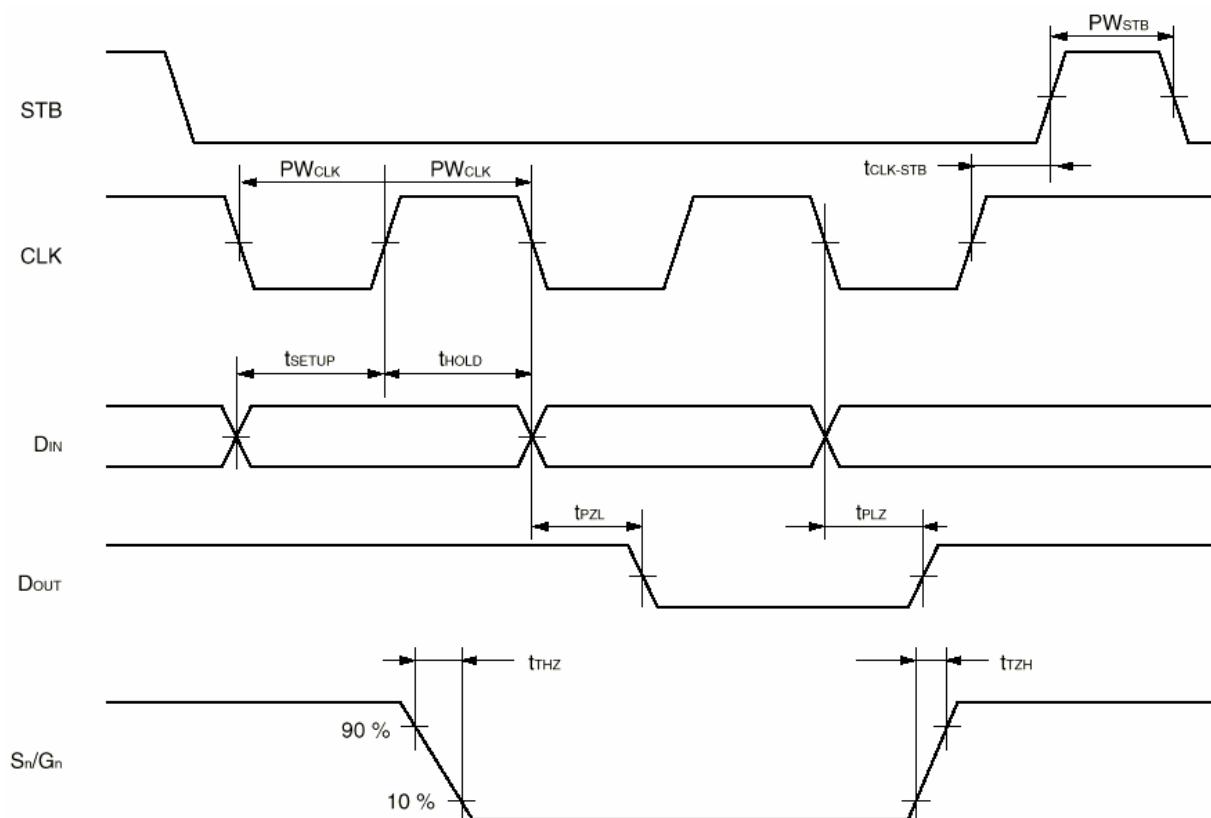 PWSTB
STB
tCLK-STB
PWCLK PWCLK
CLK
tSETUP tHOLD
DIN
tPZL tPLZ
DOUT
tTHZ tTZH
90 %
Sn/Gn
10 %